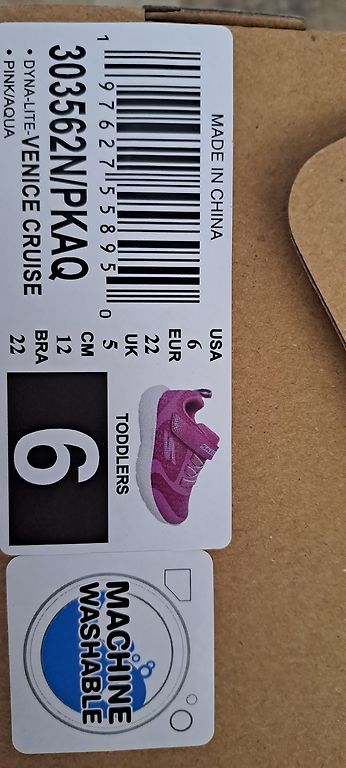 MADE IN CHINA
1 97627 55895 0
303562N/PKAQ
• DYNA-LITE-VENICE CRUISE
• PINK/AQUA
USA EUR UK CM BRA
6 22 5 12 22
TODDLERS
6
MACHINE
WASHABLE